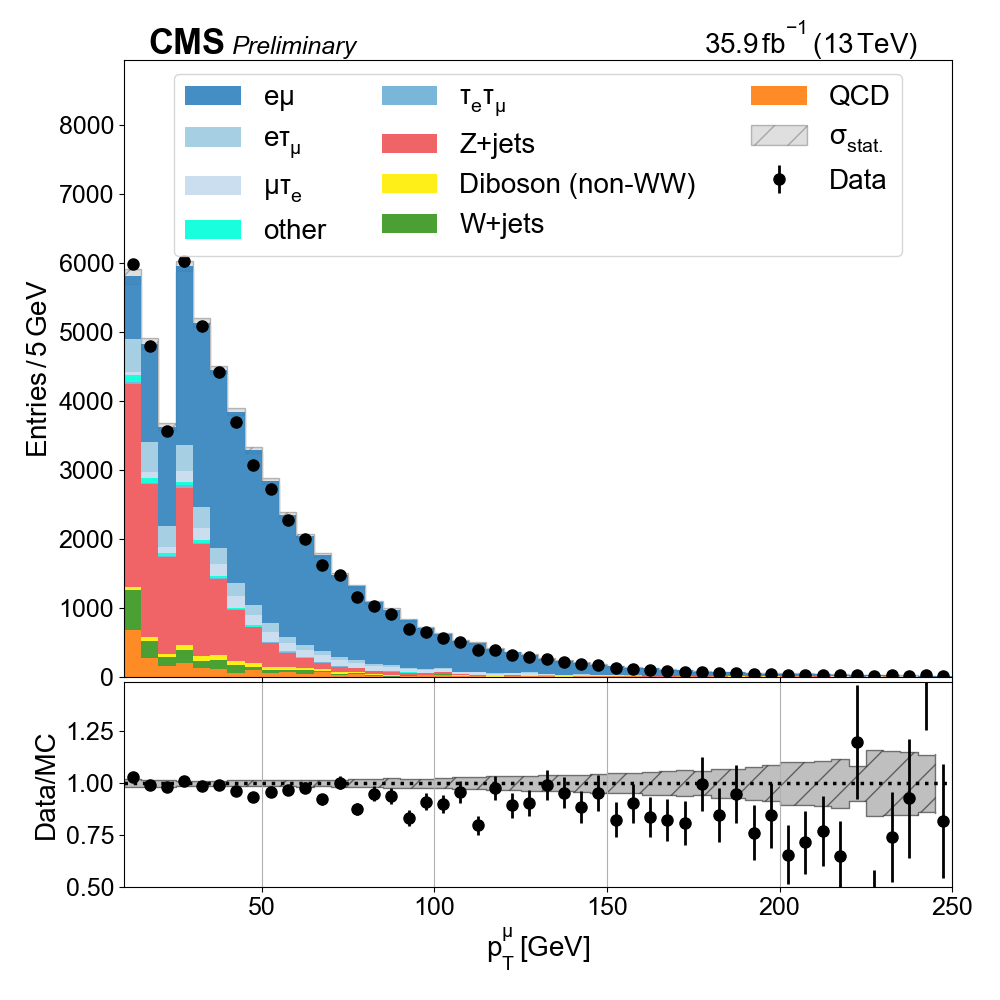 CMS Preliminary 35.9 fb⁻¹ (13 TeV)
eμ
eτμ
μτe
other
τeτμ
Z+jets
Diboson (non-WW)
W+jets
QCD
σstat.
Data
Entries / 5 GeV
8000
7000
6000
5000
4000
3000
2000
1000
0
Data/MC
1.25
1.00
0.75
0.50
50 100 150 200 250
pTμ [GeV]